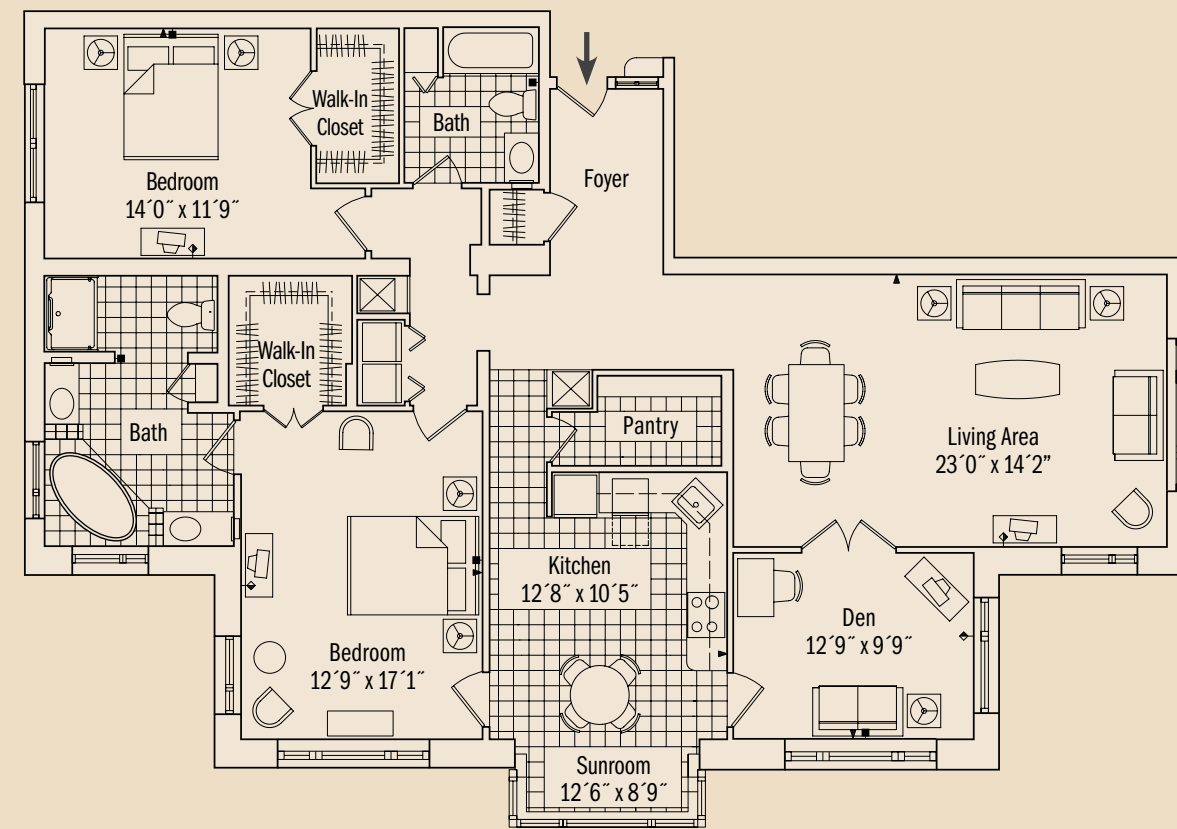 Walk-In
Closet
Bath
Foyer
Bedroom
14´0˝ x 11´9˝
Walk-In
Closet
Bath
Pantry
Living Area
23´0˝ x 14´2”
Kitchen
12´8˝ x 10´5˝
Den
12´9˝ x 9´9˝
Bedroom
12´9˝ x 17´1˝
Sunroom
12´6˝ x 8´9˝